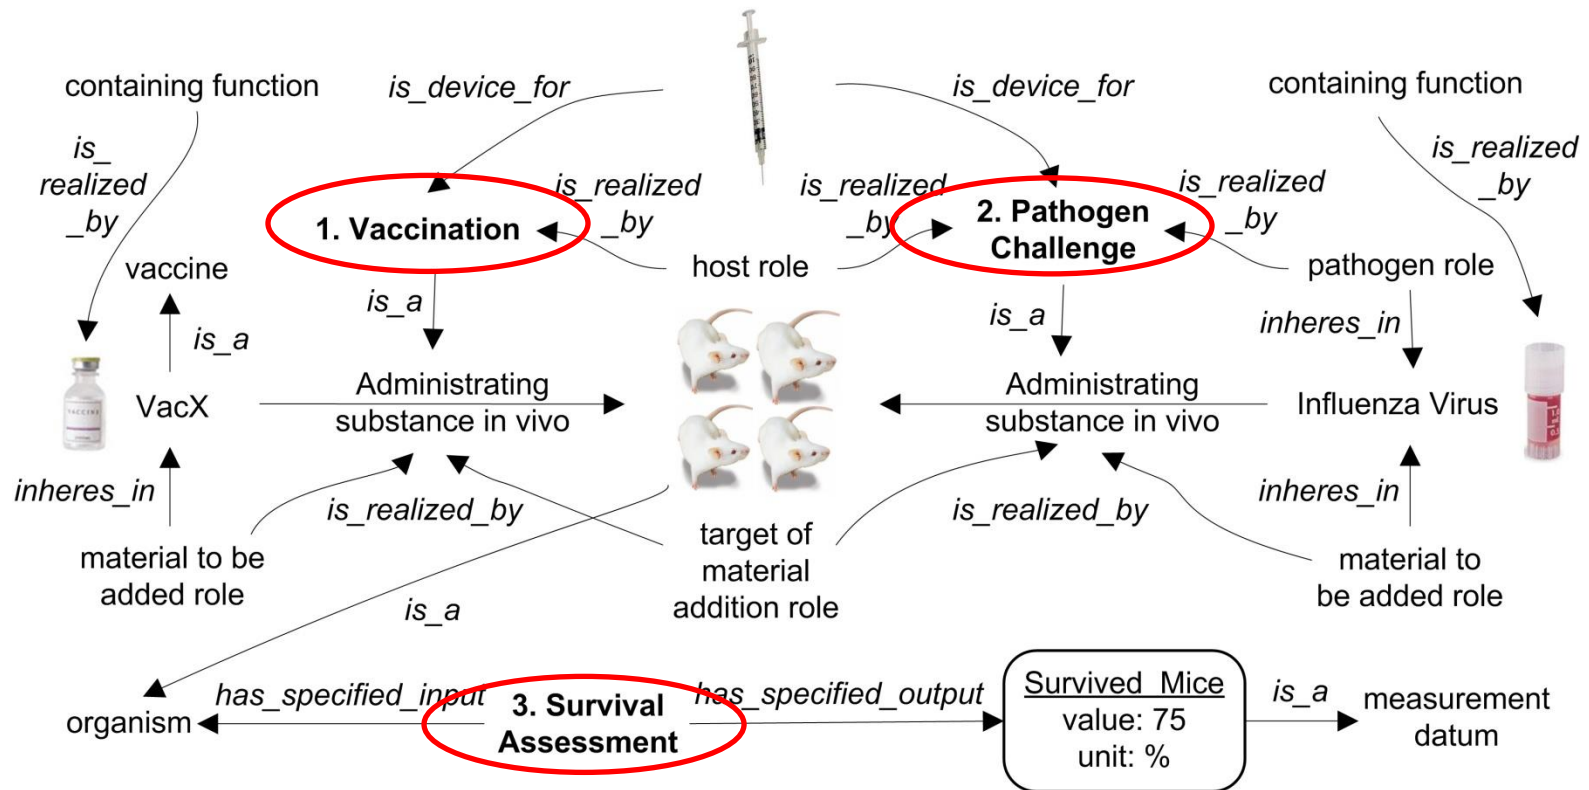 containing function
is_device_for
is_device_for
containing function
is_
realized
_by
is_realized
_by
is_realized
_by
is_realized
_by
is_realized
_by
1. Vaccination
2. Pathogen
Challenge
vaccine
host role
pathogen role
is_a
is_a
is_a
inheres_in
VACCINE
VacX
Administrating
substance in vivo
Administrating
substance in vivo
Influenza Virus
inheres_in
is_realized_by
is_realized_by
inheres_in
material to be
added role
target of
material
addition role
material to
be added role
is_a
organism
has_specified_input
3. Survival
Assessment
has_specified_output
Survived Mice
value: 75
unit: %
is_a
measurement
datum